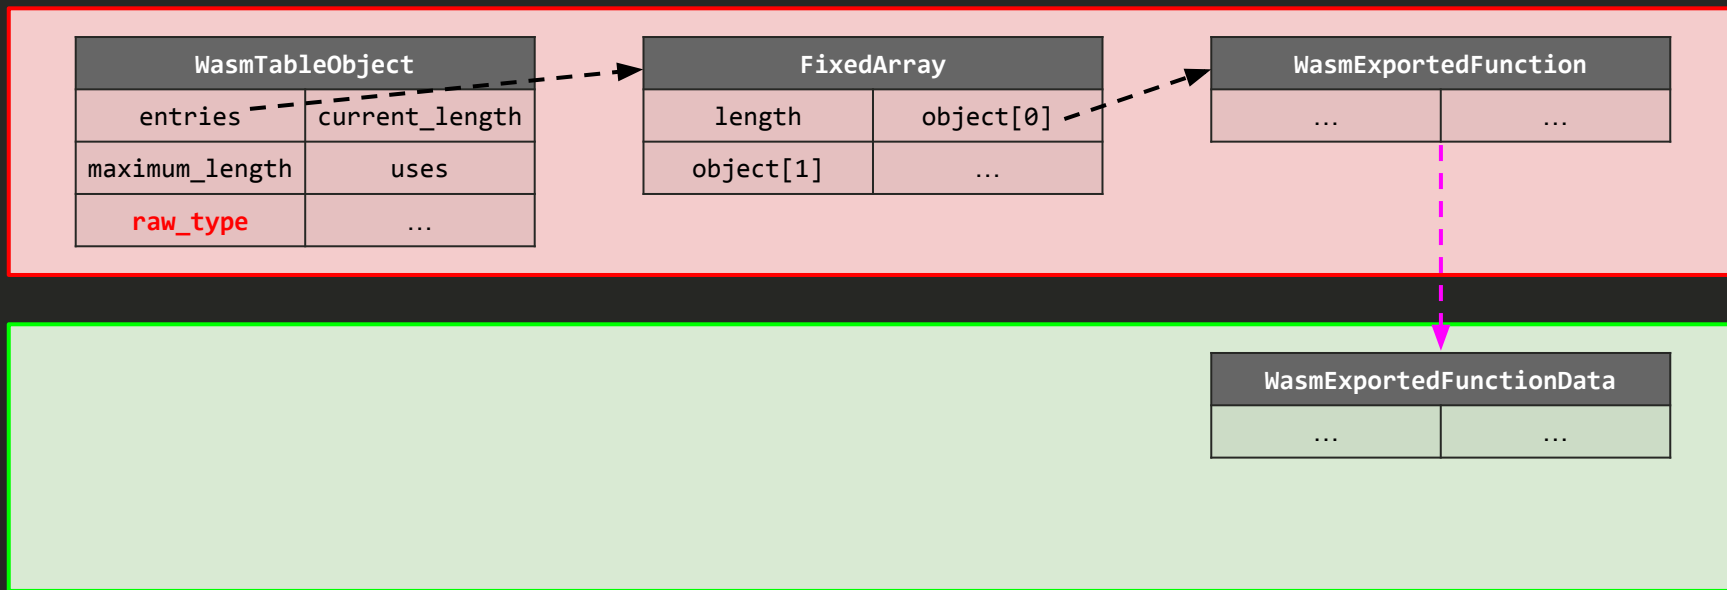 WasmTableObject
entries current_length
maximum_length uses
raw_type …
FixedArray
length object[0]
object[1] …
WasmExportedFunction
… …
WasmExportedFunctionData
… …